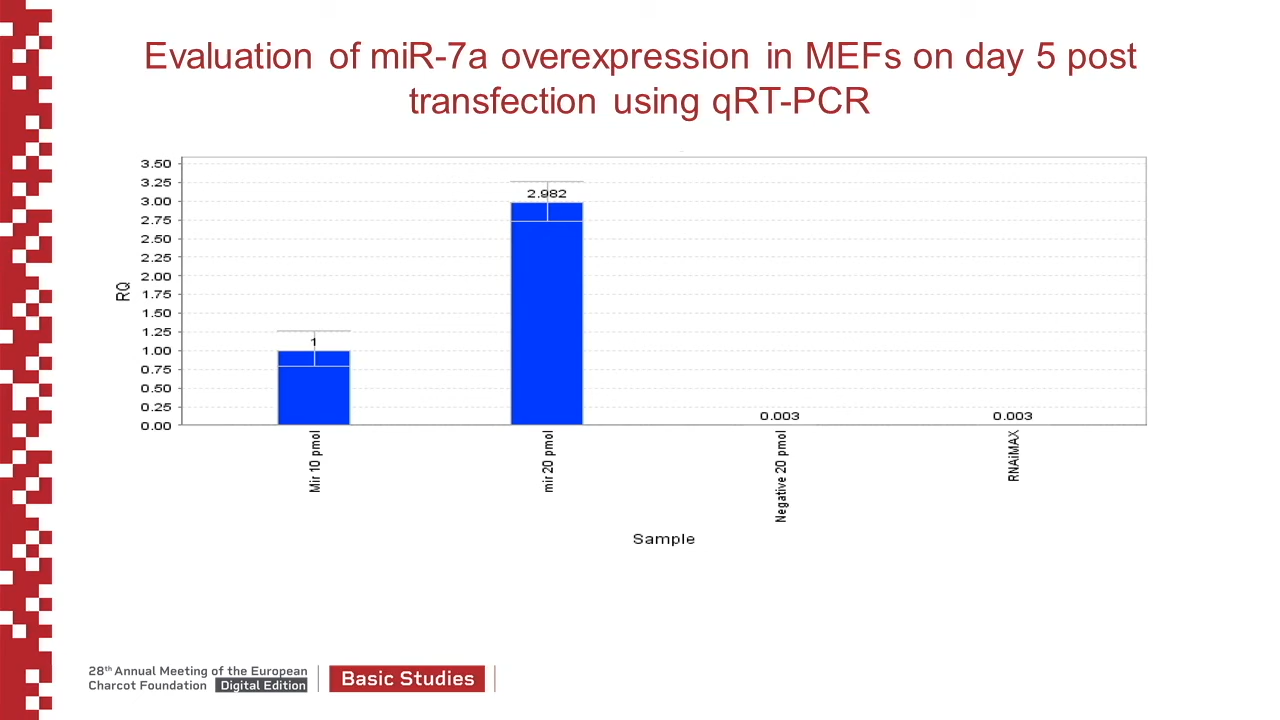 Evaluation of miR-7a overexpression in MEFs on day 5 post
transfection using qRT-PCR
3.50
3.25
3.00
2.75
2.50
2.25
2.00
1.75
1.50
1.25
1.00
0.75
0.50
0.25
0.00
RQ
1
2.982
0.003
0.003
Mir 10 pmol
mir 20 pmol
Negative 20 pmol
RNAiMAX
Sample
28th Annual Meeting of the European
Charcot Foundation Digital Edition
Basic Studies